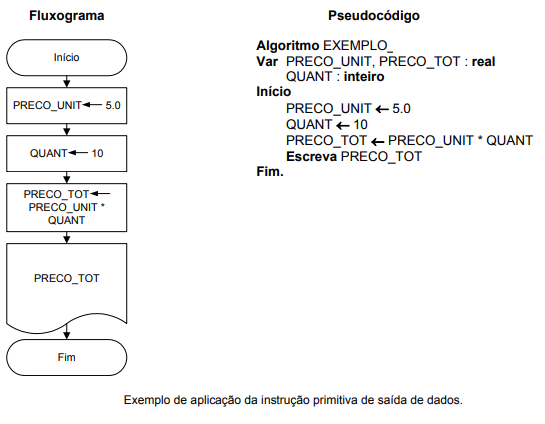 Fluxograma
Início
PRECO_UNIT← 5.0
QUANT← 10
PRECO_TOT←
PRECO_UNIT *
QUANT
PRECO_TOT
Fim
Pseudocódigo
Algoritmo EXEMPLO_
Var PRECO_UNIT, PRECO_TOT : real
QUANT : inteiro
Início
PRECO_UNIT ← 5.0
QUANT ← 10
PRECO_TOT ← PRECO_UNIT * QUANT
Escreva PRECO_TOT
Fim.
Exemplo de aplicação da instrução primitiva de saída de dados.